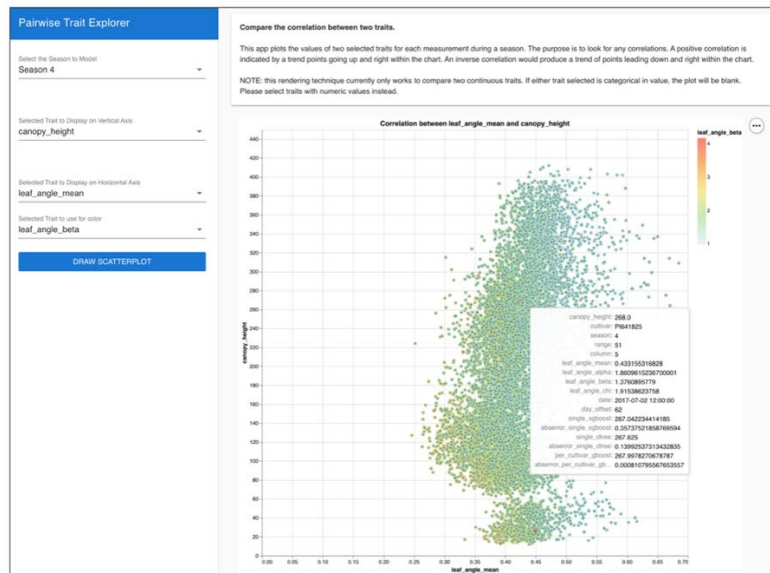 Pairwise Trait Explorer
Select the Season to Model
Season 4
Selected Trait to Display on Vertical Axis
canopy_height
Selected Trait to Display on Horizontal Axis
leaf_angle_mean
Selected Trait to use for color
leaf_angle_beta
DRAW SCATTERPLOT
Compare the correlation between two traits.
This app plots the values of two selected traits for each measurement during a season. The purpose is to look for any correlations. A positive correlation is
indicated by a trend points going up and right within the chart. An inverse correlation would produce a trend of points leading down and right within the chart.
NOTE: this rendering technique currently only works to compare two continuous traits. If either trait selected is categorical in value, the plot will be blank.
Please select traits with numeric values instead.
Correlation between leaf_angle_mean and canopy_height
leaf_angle_beta
4
3
2
1
440
420
400
380
360
340
320
300
280
260
240
220
200
180
160
140
120
100
80
60
40
20
0
canopy_height
canopy_height: 268.0
cultivar: PI641825
season: 4
range: 51
column: 5
leaf_angle_mean: 0.433155316828
leaf_angle_alpha: 1.8609615236700001
leaf_angle_beta: 1.3760895779
leaf_angle_chi: 1.91538623758
date: 2017-07-02 12:00:00
day_offset: 62
single_xgboost: 267.042234414185
abserror_single_xgboost: 0.35737521858769594
single_dtree: 267.625
abserror_single_dtree: 0.13992537313432835
per_cultivar_gboost: 267.9978270678787
abserror_per_cultivar_gb... 0.000810795567653557
0.00 0.05 0.10 0.15 0.20 0.25 0.30 0.35 0.40 0.45 0.50 0.55 0.60 0.65 0.70
leaf_angle_mean